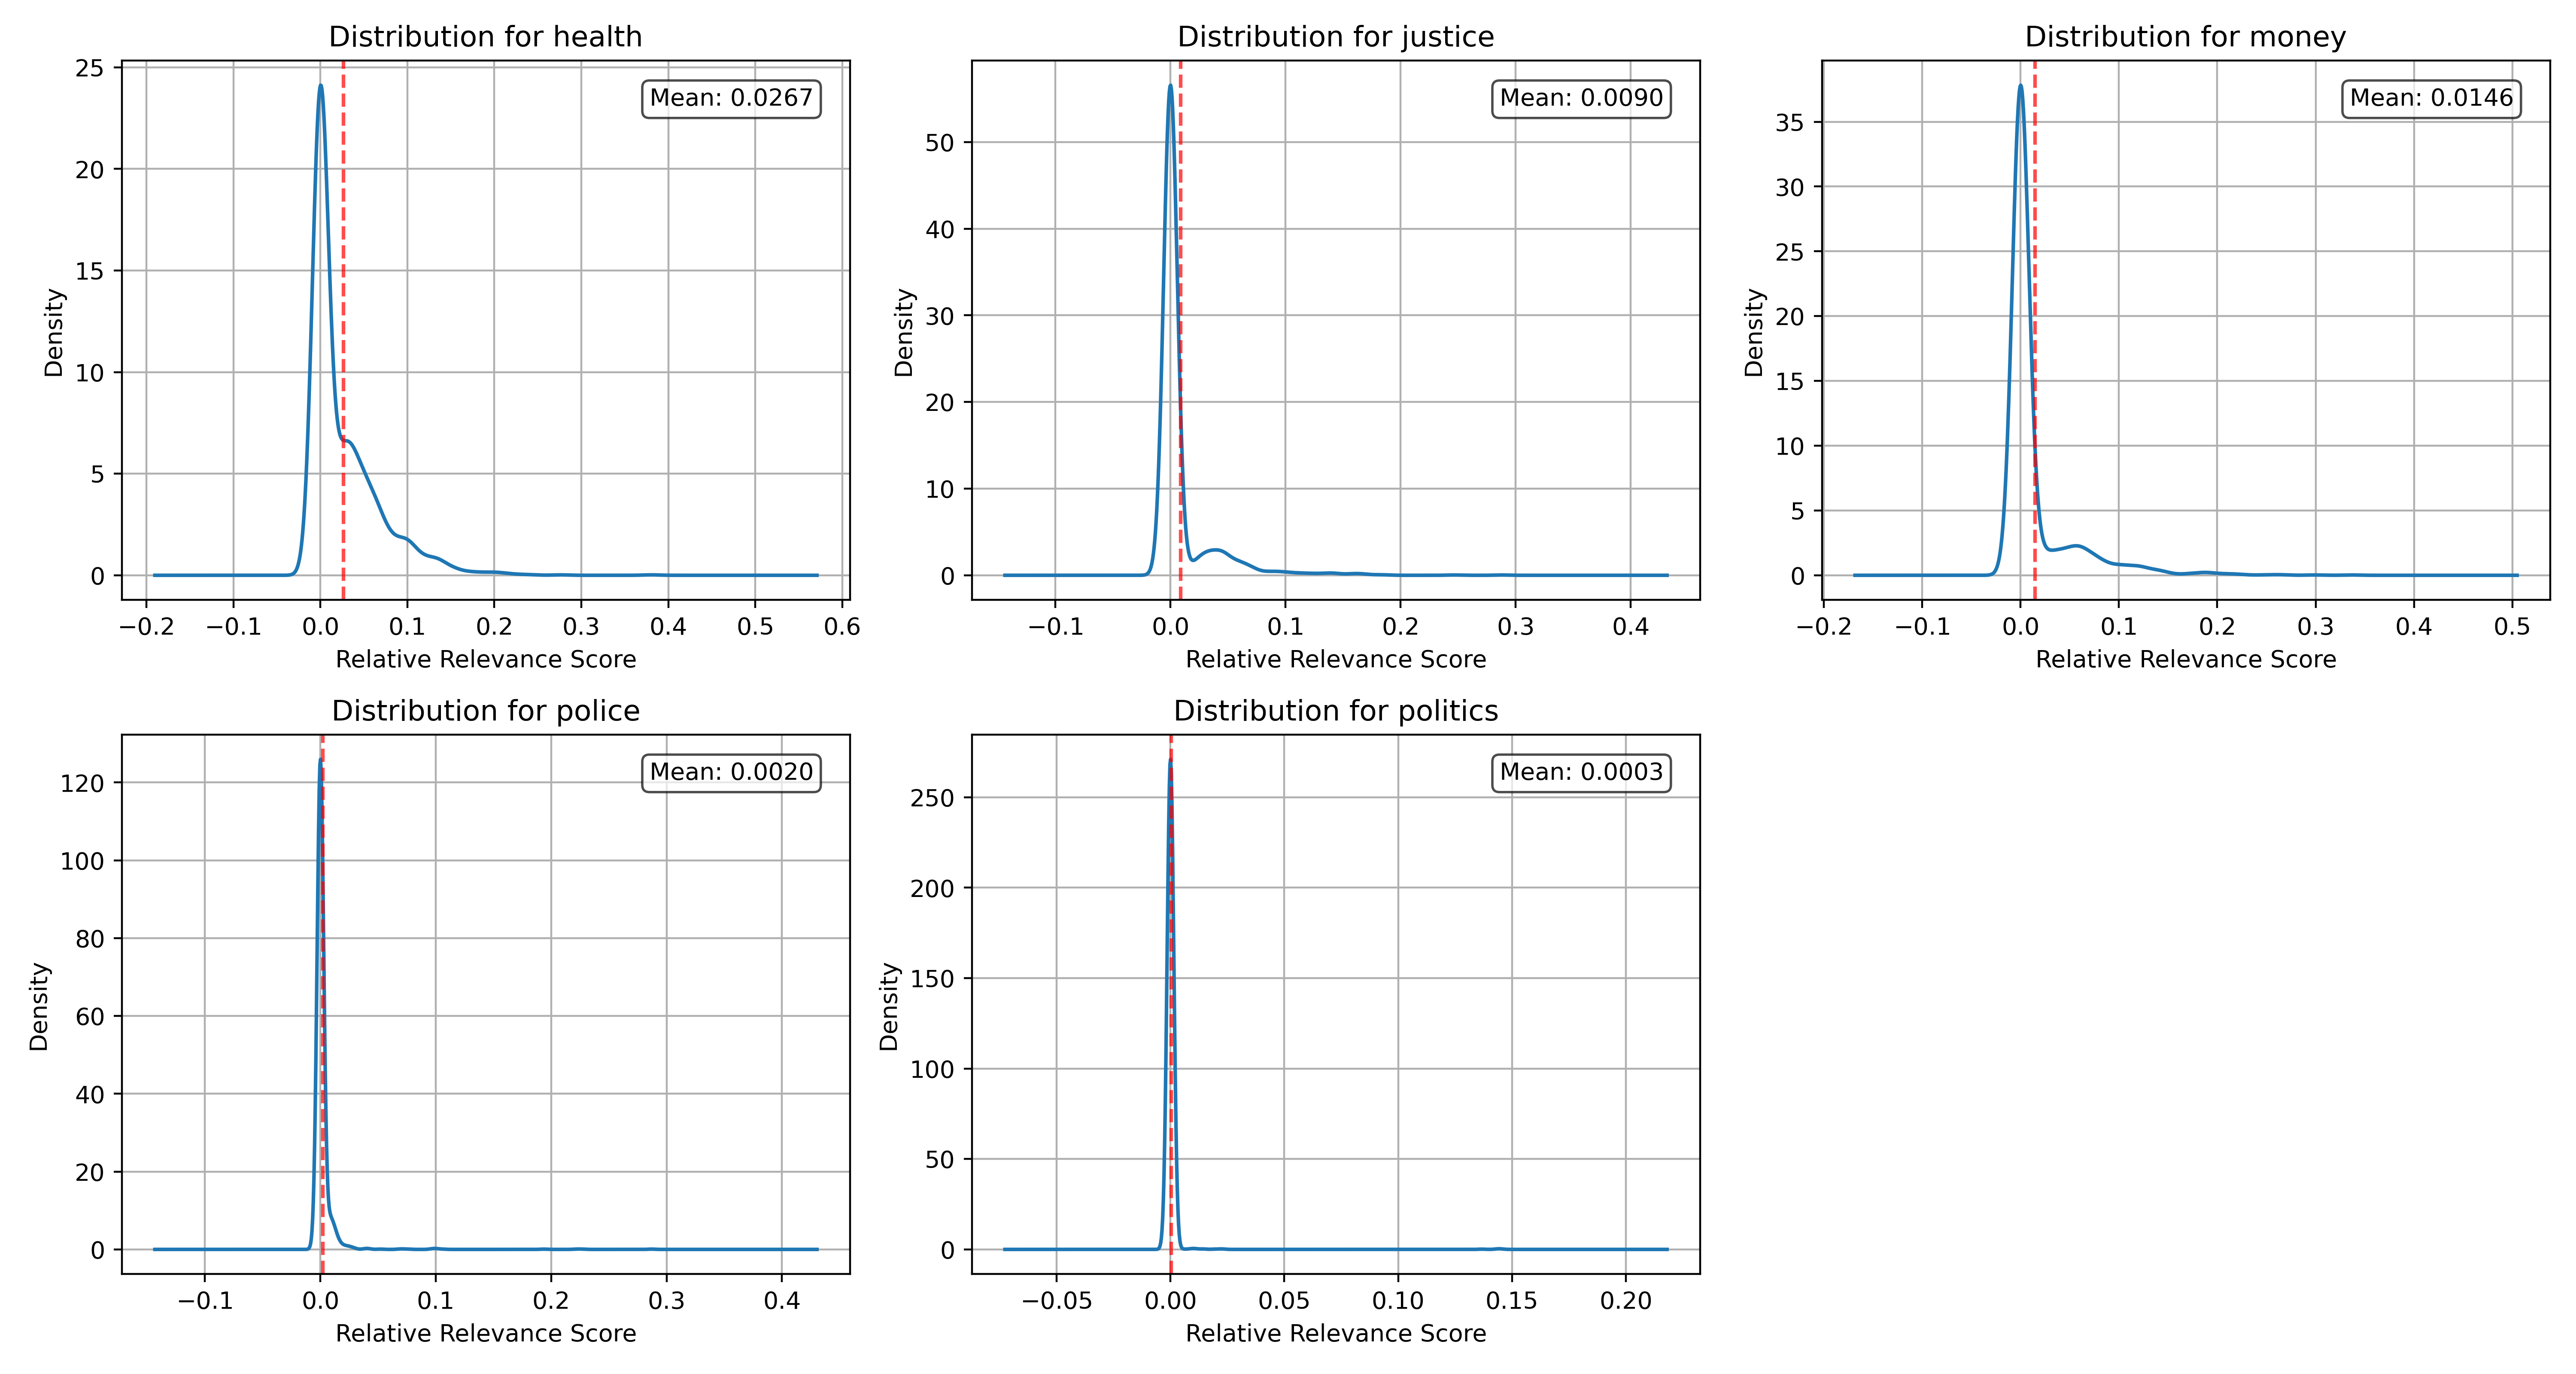 Distribution for health
25
20
15
10
5
0
Density
Mean: 0.0267
−0.2 −0.1 0.0 0.1 0.2 0.3 0.4 0.5 0.6
Relative Relevance Score
Distribution for justice
50
40
30
20
10
0
Density
Mean: 0.0090
−0.1 0.0 0.1 0.2 0.3 0.4
Relative Relevance Score
Distribution for money
35
30
25
20
15
10
5
0
Density
Mean: 0.0146
−0.2 −0.1 0.0 0.1 0.2 0.3 0.4 0.5
Relative Relevance Score
Distribution for police
120
100
80
60
40
20
0
Density
Mean: 0.0020
−0.1 0.0 0.1 0.2 0.3 0.4
Relative Relevance Score
Distribution for politics
250
200
150
100
50
0
Density
Mean: 0.0003
−0.05 0.00 0.05 0.10 0.15 0.20
Relative Relevance Score